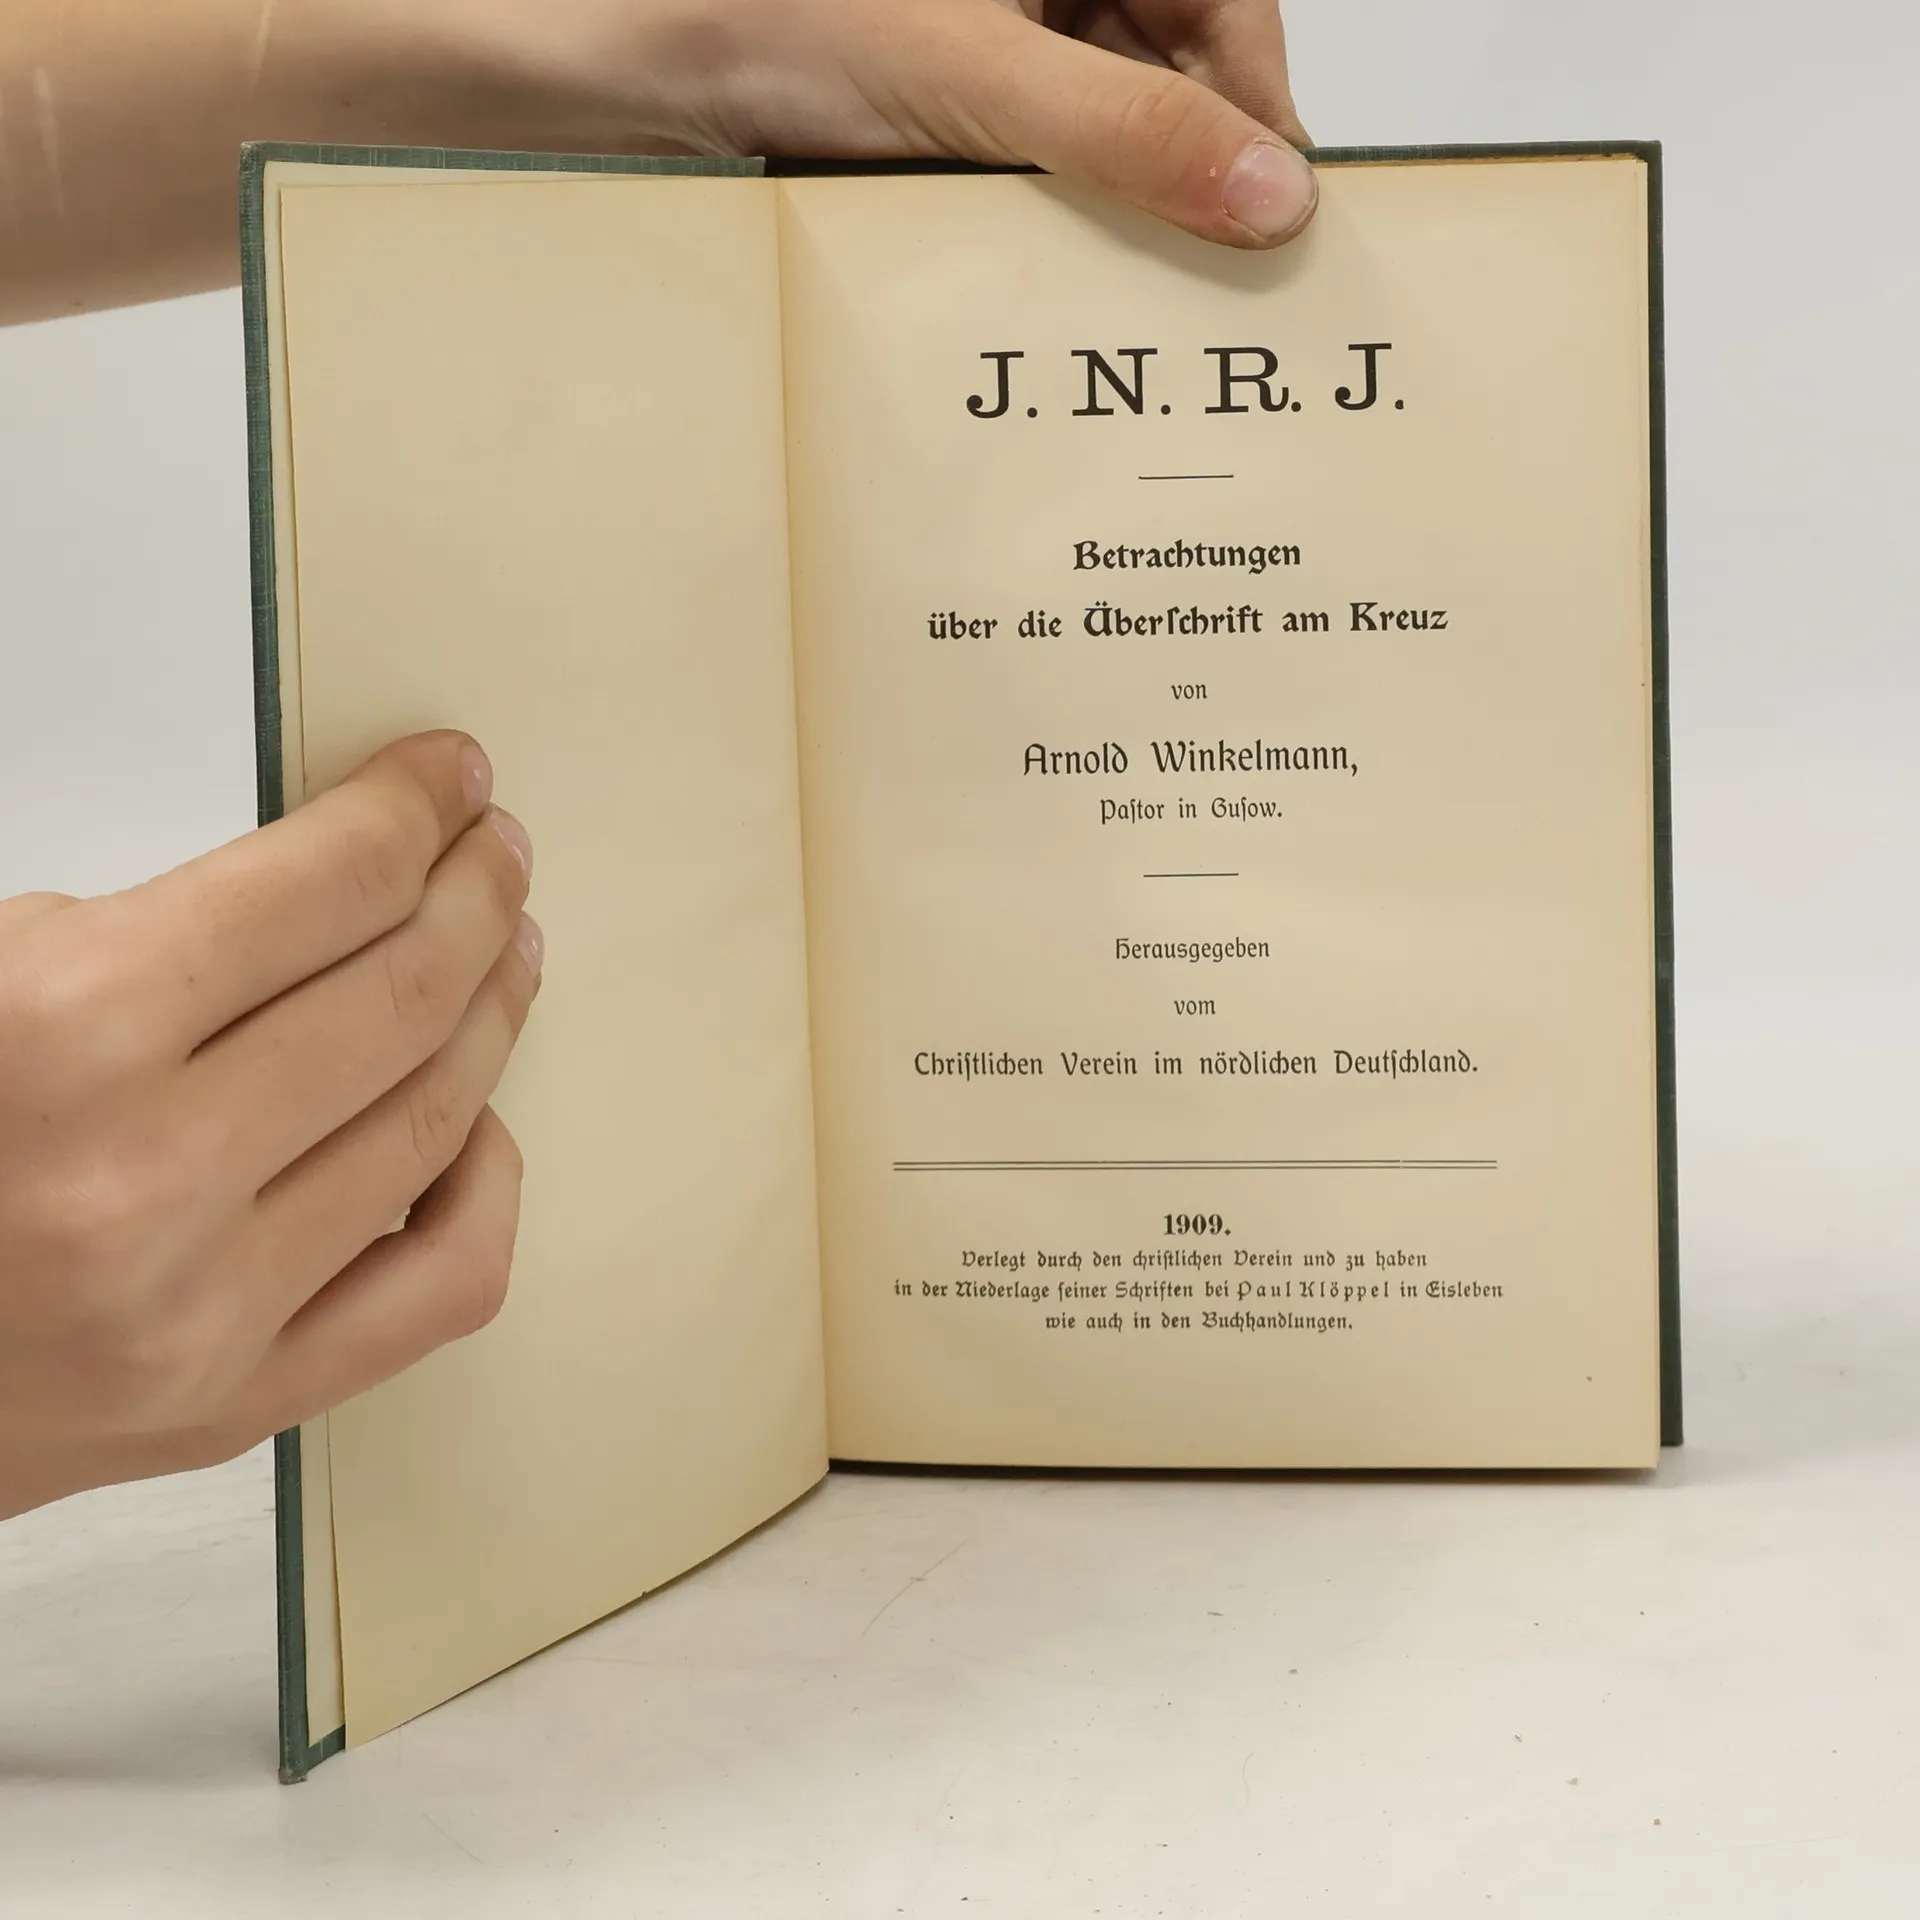 J. N. R. J.
Betrachtungen
über die Überſchrift am Kreuz
von
Arnold Winkelmann,
Paſtor in Guſow.
Herausgegeben
vom
Chriſtlichen Verein im nördlichen Deutſchland.
1909.
Verlegt durch den chriſtlichen Verein und zu haben
in der Niederlage ſeiner Schriften bei Paul Klöppel in Eisleben
wie auch in den Buchhandlungen.